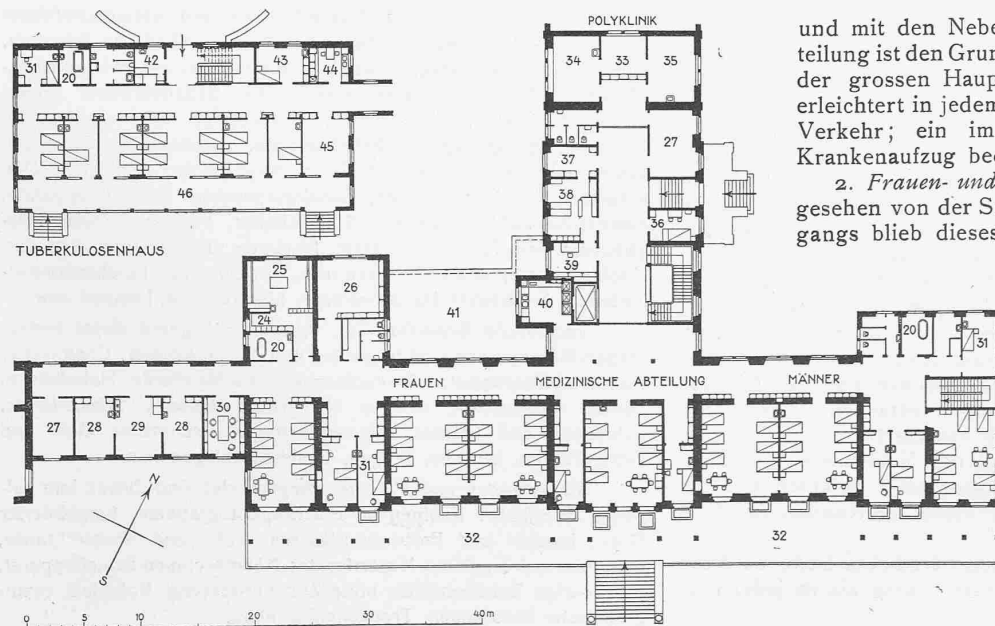 POLYKLINIK
und mit den Nebe
teilung ist den Grun
der grossen Haup
erleichtert in jedem
Verkehr; ein im
Krankenaufzug bed
2. Frauen- und
gesehen von der S
gangs blieb dieses
31 20 42 43 44
45
46
TUBERKULOSENHAUS
34 33 35
27
37
38
36
39
40
25 26
24
20
41
20 31
FRAUEN MEDIZINISCHE ABTEILUNG MÄNNER
27 28 29 28 30
31
32 32
S
0 5 10 20 30 40 m